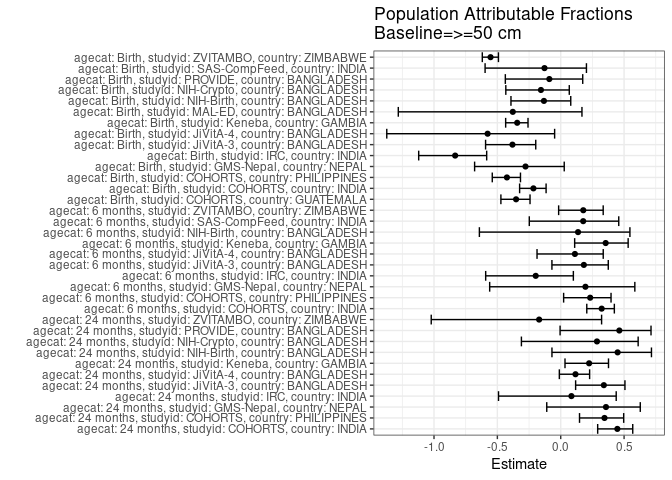 Population Attributable Fractions
Baseline=>=50 cm
agecat: Birth, studyid: ZVITAMBO, country: ZIMBABWE
agecat: Birth, studyid: SAS-CompFeed, country: INDIA
agecat: Birth, studyid: PROVIDE, country: BANGLADESH
agecat: Birth, studyid: NIH-Crypto, country: BANGLADESH
agecat: Birth, studyid: NIH-Birth, country: BANGLADESH
agecat: Birth, studyid: MAL-ED, country: BANGLADESH
agecat: Birth, studyid: Keneba, country: GAMBIA
agecat: Birth, studyid: JiVitA-4, country: BANGLADESH
agecat: Birth, studyid: JiVitA-3, country: BANGLADESH
agecat: Birth, studyid: IRC, country: INDIA
agecat: Birth, studyid: GMS-Nepal, country: NEPAL
agecat: Birth, studyid: COHORTS, country: PHILIPPINES
agecat: Birth, studyid: COHORTS, country: INDIA
agecat: Birth, studyid: COHORTS, country: GUATEMALA
agecat: 6 months, studyid: ZVITAMBO, country: ZIMBABWE
agecat: 6 months, studyid: SAS-CompFeed, country: INDIA
agecat: 6 months, studyid: NIH-Birth, country: BANGLADESH
agecat: 6 months, studyid: Keneba, country: GAMBIA
agecat: 6 months, studyid: JiVitA-4, country: BANGLADESH
agecat: 6 months, studyid: JiVitA-3, country: BANGLADESH
agecat: 6 months, studyid: IRC, country: INDIA
agecat: 6 months, studyid: GMS-Nepal, country: NEPAL
agecat: 6 months, studyid: COHORTS, country: PHILIPPINES
agecat: 6 months, studyid: COHORTS, country: INDIA
agecat: 24 months, studyid: ZVITAMBO, country: ZIMBABWE
agecat: 24 months, studyid: PROVIDE, country: BANGLADESH
agecat: 24 months, studyid: NIH-Crypto, country: BANGLADESH
agecat: 24 months, studyid: NIH-Birth, country: BANGLADESH
agecat: 24 months, studyid: Keneba, country: GAMBIA
agecat: 24 months, studyid: JiVitA-4, country: BANGLADESH
agecat: 24 months, studyid: JiVitA-3, country: BANGLADESH
agecat: 24 months, studyid: IRC, country: INDIA
agecat: 24 months, studyid: GMS-Nepal, country: NEPAL
agecat: 24 months, studyid: COHORTS, country: PHILIPPINES
agecat: 24 months, studyid: COHORTS, country: INDIA
-1.0 -0.5 0.0 0.5
Estimate